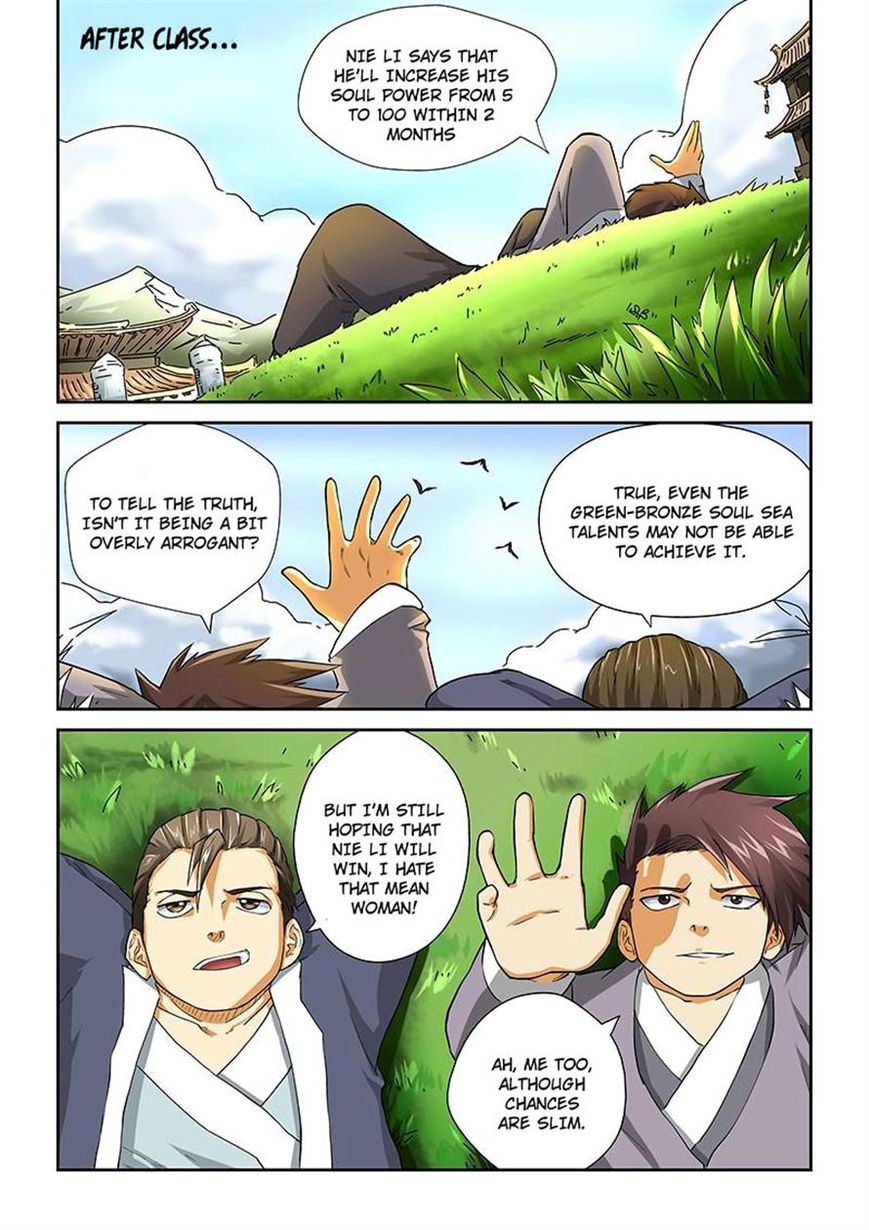 AFTER CLASS...
NIE LI SAYS THAT
HE'LL INCREASE HIS
SOUL POWER FROM 5
TO 100 WITHIN 2
MONTHS
TO TELL THE TRUTH,
ISN'T IT BEING A BIT
OVERLY ARROGANT?
TRUE, EVEN THE
GREEN-BRONZE SOUL SEA
TALENTS MAY NOT BE ABLE
TO ACHIEVE IT.
BUT I'M STILL
HOPING THAT
NIE LI WILL
WIN, I HATE
THAT MEAN
WOMAN!
AH, ME TOO,
ALTHOUGH
CHANCES
ARE SLIM.